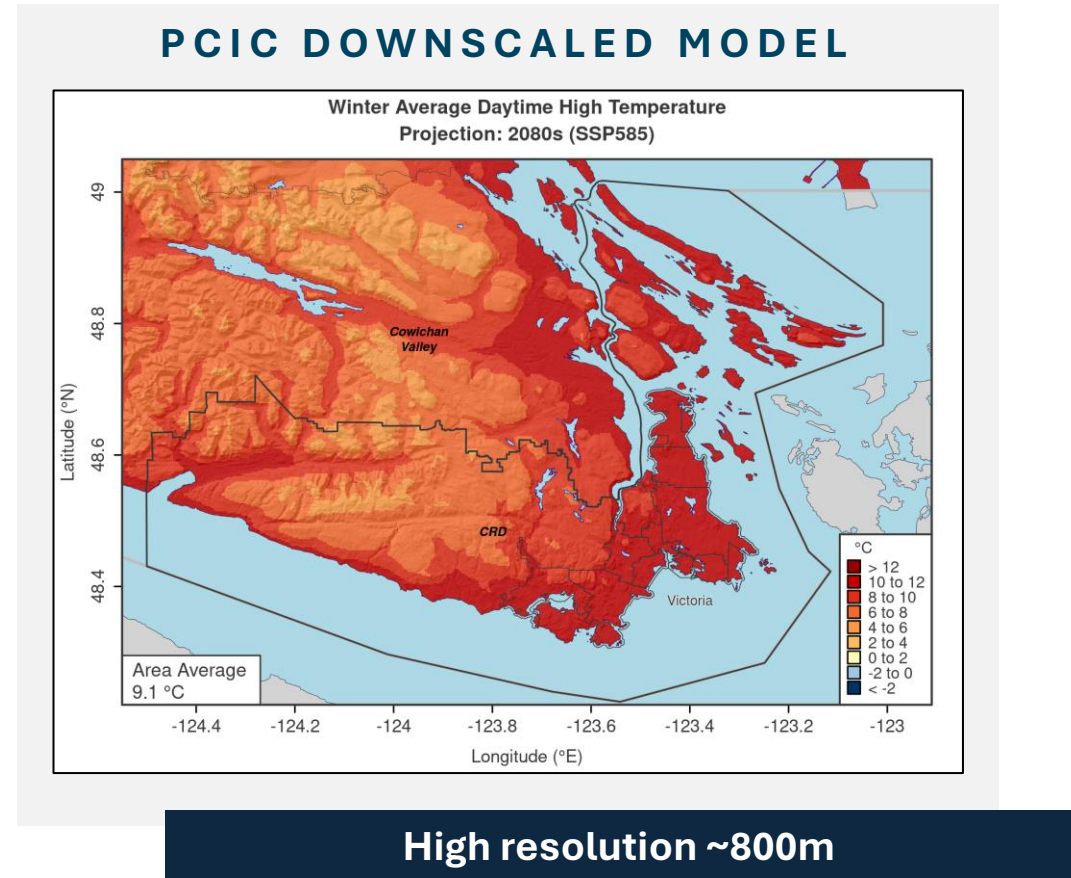 PCIC DOWNSCALED MODEL
Winter Average Daytime High Temperature
Projection: 2080s (SSP585)
Latitude (°N)
49
48.8
48.6
48.4
Cowichan
Valley
CRD
Victoria
°C
> 12
10 to 12
8 to 10
6 to 8
4 to 6
2 to 4
0 to 2
-2 to 0
< -2
Area Average
9.1 °C
-124.4 -124.2 -124 -123.8 -123.6 -123.4 -123.2 -123
Longitude (°E)
High resolution ~800m